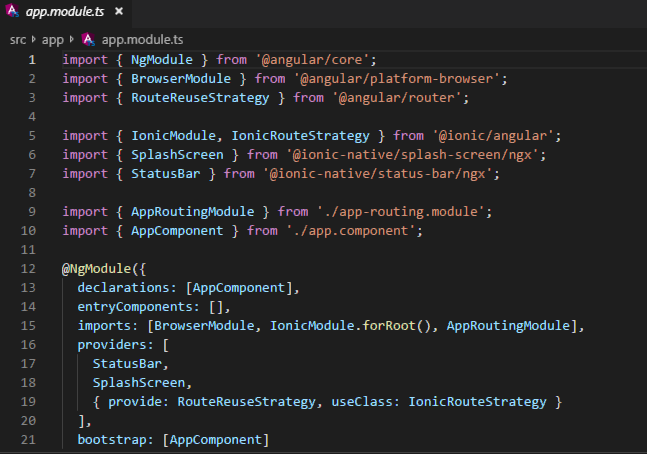 app.module.ts ×
src > app > app.module.ts
1 import { NgModule } from '@angular/core';
2 import { BrowserModule } from '@angular/platform-browser';
3 import { RouteReuseStrategy } from '@angular/router';
4
5 import { IonicModule, IonicRouteStrategy } from '@ionic/angular';
6 import { SplashScreen } from '@ionic-native/splash-screen/ngx';
7 import { StatusBar } from '@ionic-native/status-bar/ngx';
8
9 import { AppRoutingModule } from './app-routing.module';
10 import { AppComponent } from './app.component';
11
12 @NgModule({
13   declarations: [AppComponent],
14   entryComponents: [],
15   imports: [BrowserModule, IonicModule.forRoot(), AppRoutingModule],
16   providers: [
17     StatusBar,
18     SplashScreen,
19     { provide: RouteReuseStrategy, useClass: IonicRouteStrategy }
20   ],
21   bootstrap: [AppComponent]